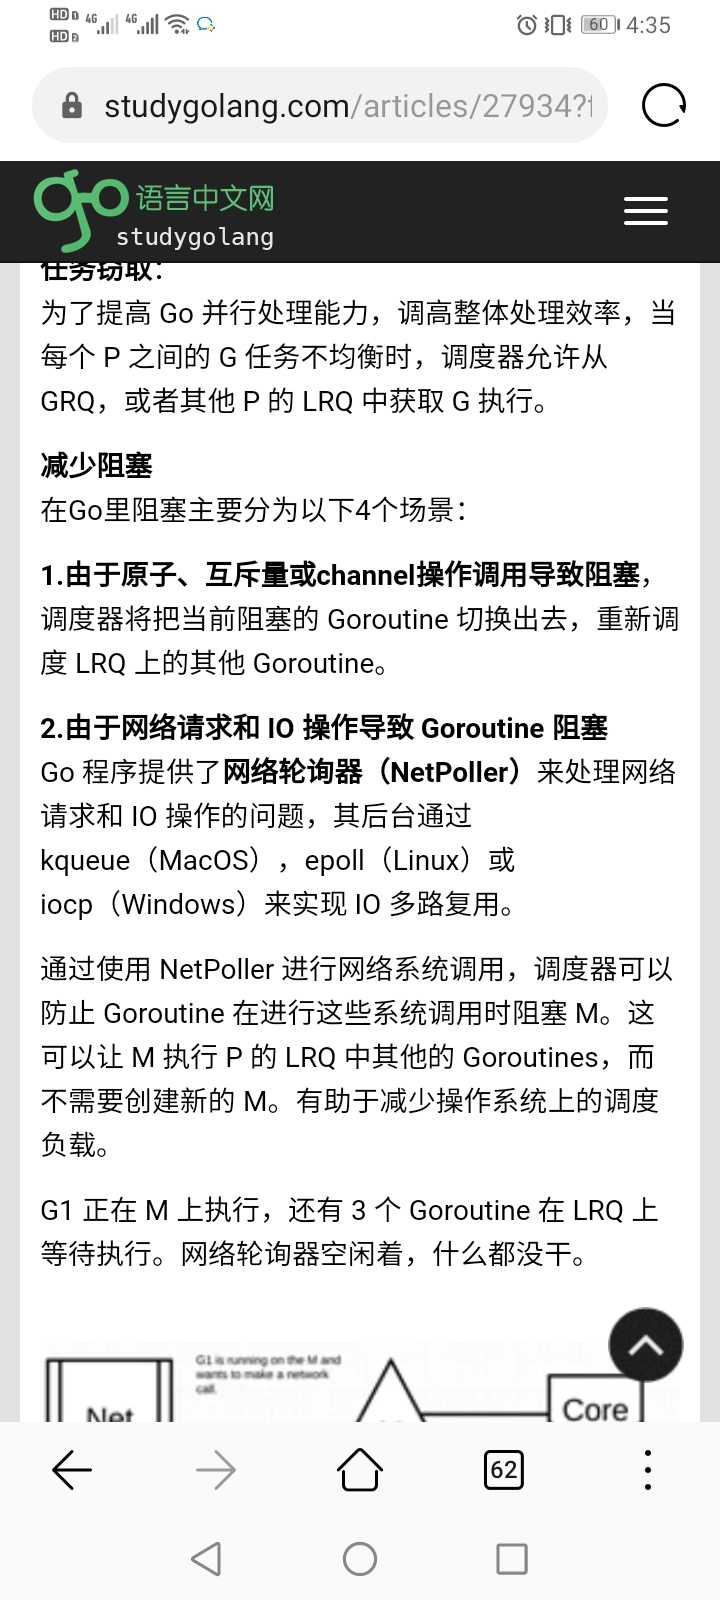 HD 1 4G 4G
HD 2
60 4:35
studygolang.com/articles/27934?
go 语言中文网
studygolang
任务窃取：
为了提高 Go 并行处理能力，调高整体处理效率，当
每个 P 之间的 G 任务不均衡时，调度器允许从
GRQ，或者其他 P 的 LRQ 中获取 G 执行。
减少阻塞
在Go里阻塞主要分为以下4个场景：
1.由于原子、互斥量或channel操作调用导致阻塞，
调度器将把当前阻塞的 Goroutine 切换出去，重新调
度 LRQ 上的其他 Goroutine。
2.由于网络请求和 IO 操作导致 Goroutine 阻塞
Go 程序提供了网络轮询器（NetPoller）来处理网络
请求和 IO 操作的问题，其后台通过
kqueue（MacOS），epoll（Linux）或
iocp（Windows）来实现 IO 多路复用。
通过使用 NetPoller 进行网络系统调用，调度器可以
防止 Goroutine 在进行这些系统调用时阻塞 M。这
可以让 M 执行 P 的 LRQ 中其他的 Goroutines，而
不需要创建新的 M。有助于减少操作系统上的调度
负载。
G1 正在 M 上执行，还有 3 个 Goroutine 在 LRQ 上
等待执行。网络轮询器空闲着，什么都没干。
G1 is running on the M and
wants to make a network
call.
Net
Core
62